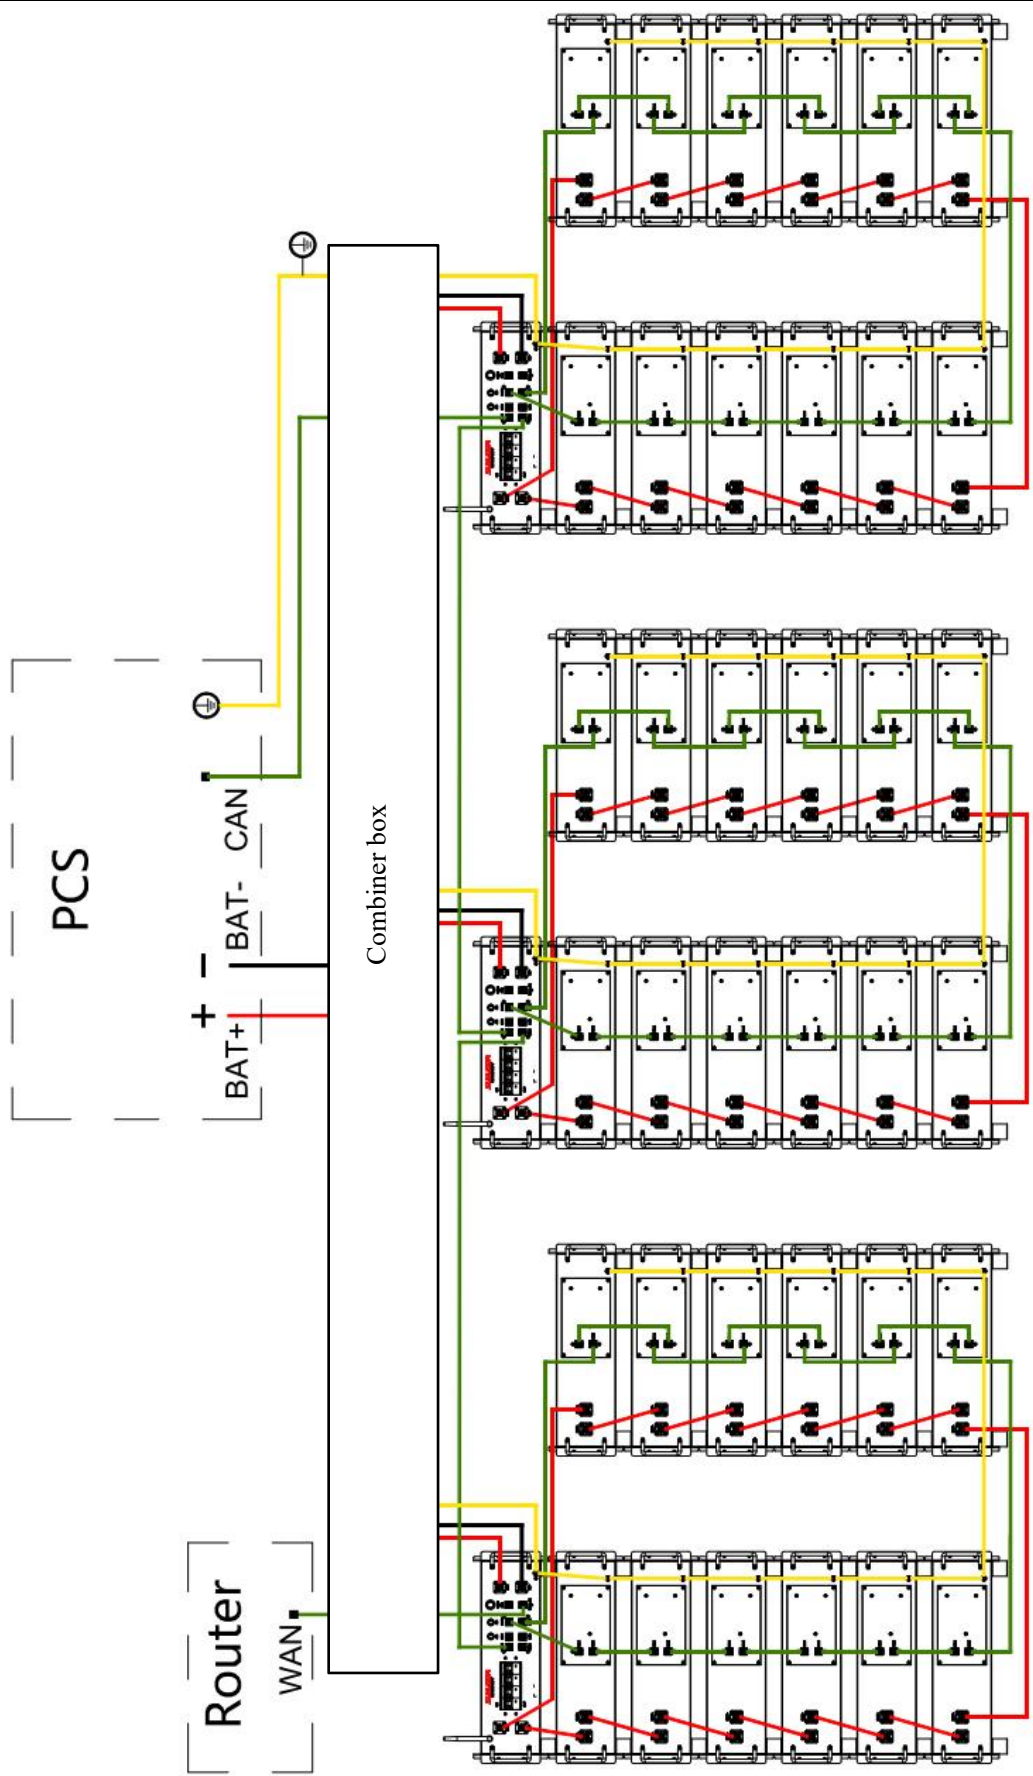 PCS
CAN
BAT-
−
+
BAT+
Combiner box
Router
WAN